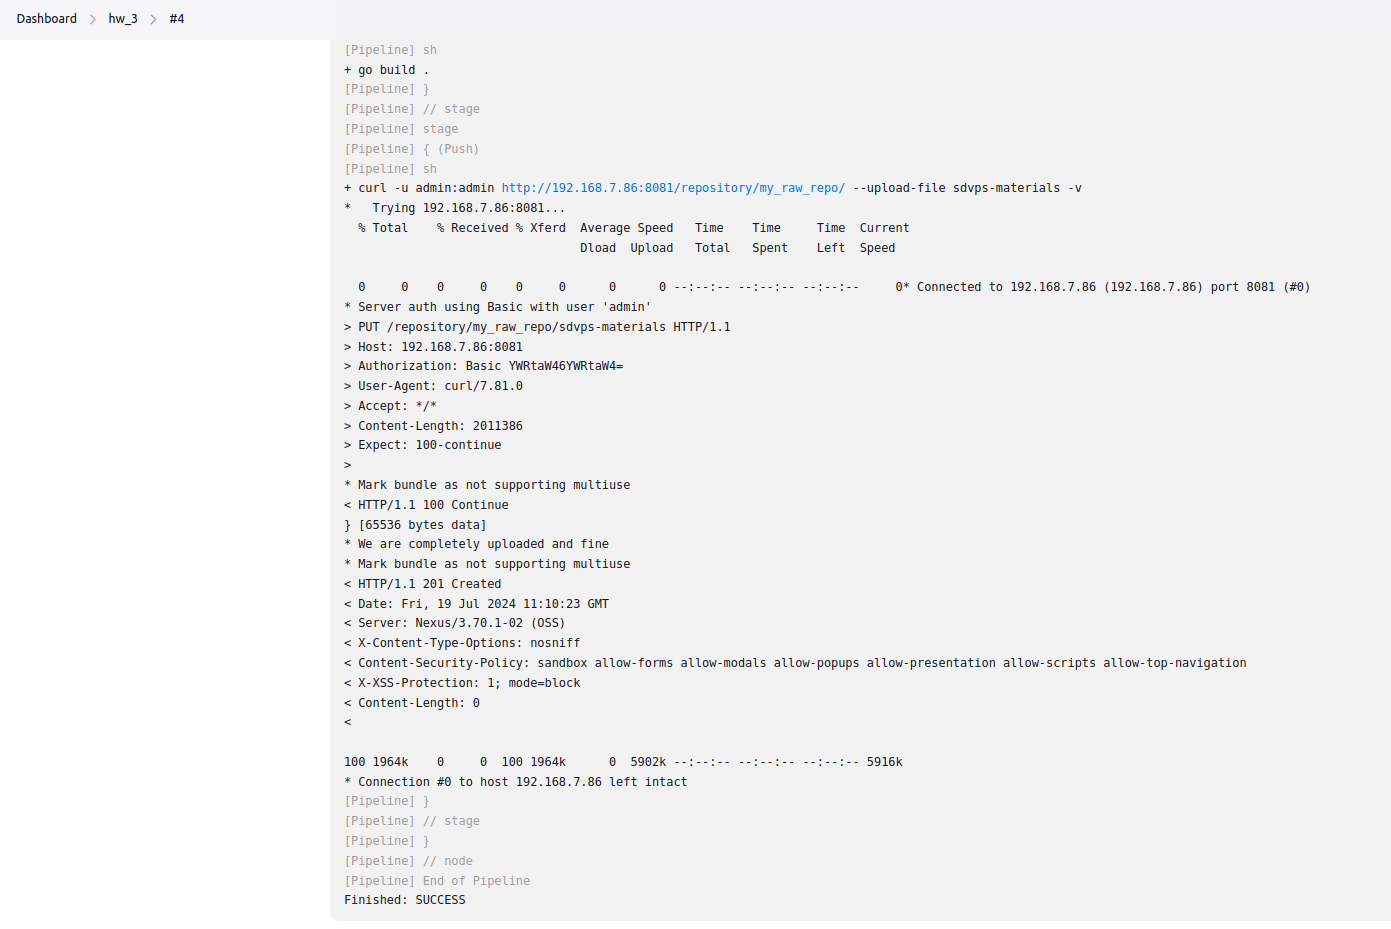 Dashboard > hw_3 > #4
[Pipeline] sh
+ go build .
[Pipeline] }
[Pipeline] // stage
[Pipeline] stage
[Pipeline] { (Push)
[Pipeline] sh
+ curl -u admin:admin http://192.168.7.86:8081/repository/my_raw_repo/ --upload-file sdvps-materials -v
*   Trying 192.168.7.86:8081...
  % Total    % Received % Xferd  Average Speed   Time    Time     Time  Current
                                 Dload  Upload   Total   Spent    Left  Speed
  0     0    0     0    0     0      0      0 --:--:-- --:--:-- --:--:--     0* Connected to 192.168.7.86 (192.168.7.86) port 8081 (#0)
* Server auth using Basic with user 'admin'
> PUT /repository/my_raw_repo/sdvps-materials HTTP/1.1
> Host: 192.168.7.86:8081
> Authorization: Basic YWRtaW46YWRtaW4=
> User-Agent: curl/7.81.0
> Accept: */*
> Content-Length: 2011386
> Expect: 100-continue
>
* Mark bundle as not supporting multiuse
< HTTP/1.1 100 Continue
} [65536 bytes data]
* We are completely uploaded and fine
* Mark bundle as not supporting multiuse
< HTTP/1.1 201 Created
< Date: Fri, 19 Jul 2024 11:10:23 GMT
< Server: Nexus/3.70.1-02 (OSS)
< X-Content-Type-Options: nosniff
< Content-Security-Policy: sandbox allow-forms allow-modals allow-popups allow-presentation allow-scripts allow-top-navigation
< X-XSS-Protection: 1; mode=block
< Content-Length: 0
<
100 1964k    0     0  100 1964k      0  5902k --:--:-- --:--:-- --:--:-- 5916k
* Connection #0 to host 192.168.7.86 left intact
[Pipeline] }
[Pipeline] // stage
[Pipeline] }
[Pipeline] // node
[Pipeline] End of Pipeline
Finished: SUCCESS